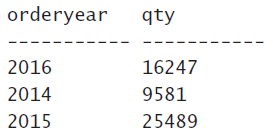 orderyear   qty
----------- -----------
2016        16247
2014        9581
2015        25489